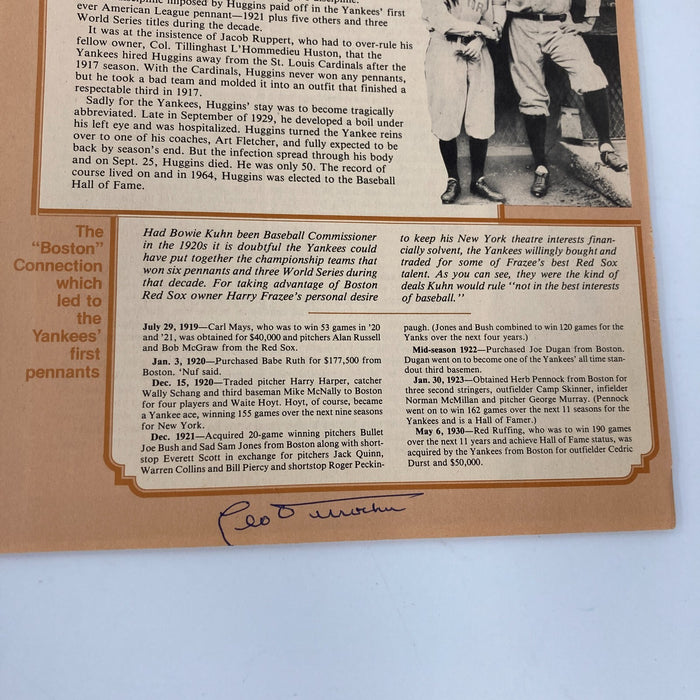 imposed by Huggins paid off in the Yankees' first
ever American League pennant—1921 plus five others and three
World Series titles during the decade.
It was at the insistence of Jacob Ruppert, who had to over-rule his
fellow owner, Col. Tillinghast L'Hommedieu Huston, that the
Yankees hired Huggins away from the St. Louis Cardinals after the
1917 season. With the Cardinals, Huggins never won any pennants,
but he took a bad team and molded it into an outfit that finished a
respectable third in 1917.
Sadly for the Yankees, Huggins' stay was to become tragically
abbreviated. Late in September of 1929, he developed a boil under
his left eye and was hospitalized. Huggins turned the Yankee reins
over to one of his coaches, Art Fletcher, and fully expected to be
back by season's end. But the infection spread through his body
and on Sept. 25, Huggins died. He was only 50. The record of
course lived on and in 1964, Huggins was elected to the Baseball
Hall of Fame.
The
"Boston"
Connection
which
led to
the
Yankees'
first
pennants
Had Bowie Kuhn been Baseball Commissioner
in the 1920s it is doubtful the Yankees could
have put together the championship teams that
won six pennants and three World Series during
that decade. For taking advantage of Boston
Red Sox owner Harry Frazee's personal desire
to keep his New York theatre interests finan-
cially solvent, the Yankees willingly bought and
traded for some of Frazee's best Red Sox
talent. As you can see, they were the kind of
deals Kuhn would rule "not in the best interests
of baseball."
July 29, 1919—Carl Mays, who was to win 53 games in '20
and '21, was obtained for $40,000 and pitchers Alan Russell
and Bob McGraw from the Red Sox.
Jan. 3, 1920—Purchased Babe Ruth for $177,500 from
Boston. 'Nuf said.
Dec. 15, 1920—Traded pitcher Harry Harper, catcher
Wally Schang and third baseman Mike McNally to Boston
for four players and Waite Hoyt. Hoyt, of course, became
a Yankee ace, winning 155 games over the next nine seasons
for New York.
Dec. 1921—Acquired 20-game winning pitchers Bullet
Joe Bush and Sad Sam Jones from Boston along with short-
stop Everett Scott in exchange for pitchers Jack Quinn,
Warren Collins and Bill Piercy and shortstop Roger Peckin-
paugh. (Jones and Bush combined to win 120 games for the
Yanks over the next four years.)
Mid-season 1922—Purchased Joe Dugan from Boston.
Dugan went on to become one of the Yankees' all time stan-
dout third basemen.
Jan. 30, 1923—Obtained Herb Pennock from Boston for
three second stringers, outfielder Camp Skinner, infielder
Norman McMillan and pitcher George Murray. (Pennock
went on to win 162 games over the next 11 seasons for the
Yankees and is a Hall of Famer.)
May 6, 1930—Red Ruffing, who was to win 190 games
over the next 11 years and achieve Hall of Fame status, was
acquired by the Yankees from Boston for outfielder Cedric
Durst and $50,000.
Leo Durocher